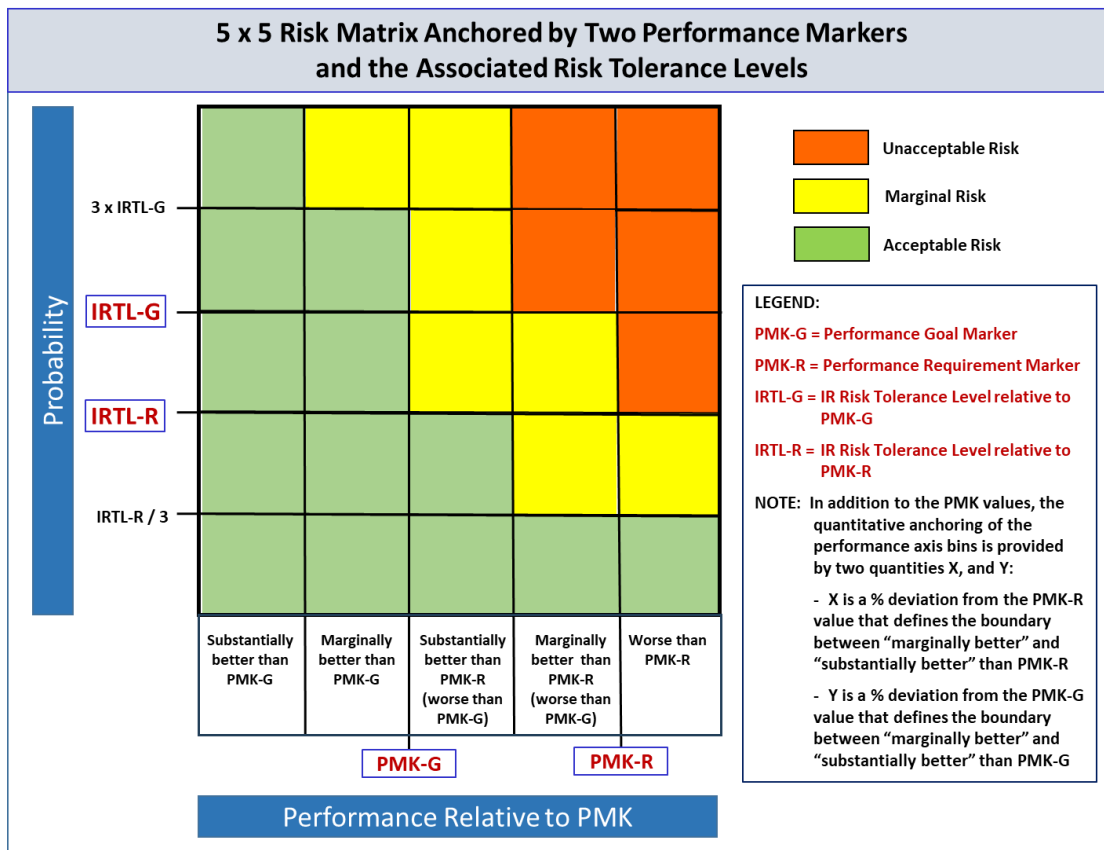 5 x 5 Risk Matrix Anchored by Two Performance Markers
and the Associated Risk Tolerance Levels
Probability
3 x IRTL-G
IRTL-G
IRTL-R
IRTL-R / 3
Substantially
better than
PMK-G
Marginally
better than
PMK-G
Substantially
better than
PMK-R
(worse than
PMK-G)
Marginally
better than
PMK-R
(worse than
PMK-G)
Worse than
PMK-R
PMK-G
PMK-R
Performance Relative to PMK
Unacceptable Risk
Marginal Risk
Acceptable Risk
LEGEND:
PMK-G = Performance Goal Marker
PMK-R = Performance Requirement Marker
IRTL-G = IR Risk Tolerance Level relative to
PMK-G
IRTL-R = IR Risk Tolerance Level relative to
PMK-R
NOTE: In addition to the PMK values, the
quantitative anchoring of the
performance axis bins is provided
by two quantities X, and Y:
- X is a % deviation from the PMK-R
value that defines the boundary
between “marginally better” and
“substantially better” than PMK-R
- Y is a % deviation from the PMK-G
value that defines the boundary
between “marginally better” and
“substantially better” than PMK-G